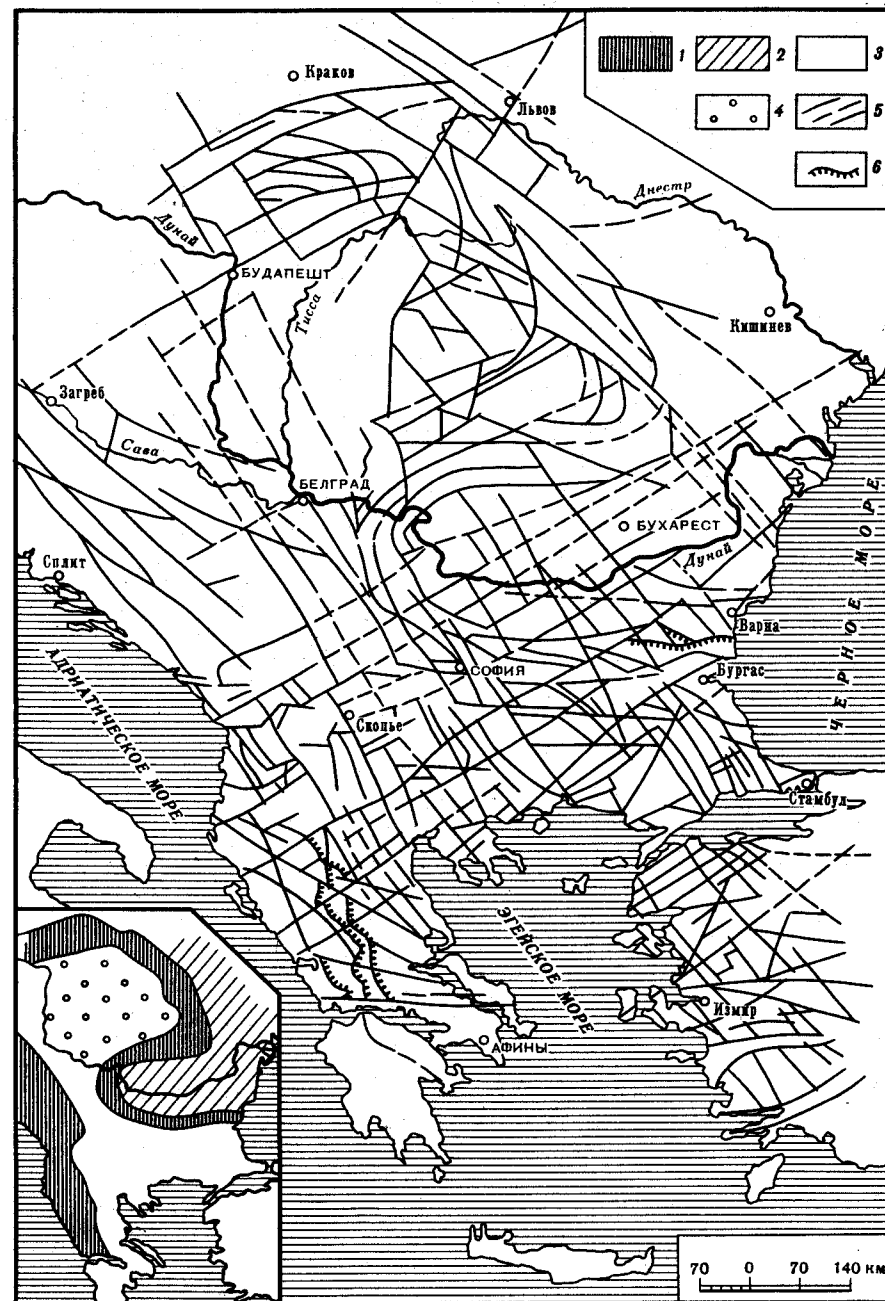 1 2 3
4 5
6
Краков
Львов
Днестр
Дунай
БУДАПЕШТ
Тисса
Кишинев
Загреб
Сава
БЕЛГРАД
БУХАРЕСТ
Дунай
Сплит
Варна
СОФИЯ
Бургас
Скопье
АДРИАТИЧЕСКОЕ МОРЕ
ЧЕРНОЕ МОРЕ
Стамбул
ЭГЕЙСКОЕ МОРЕ
Измир
АФИНЫ
70 0 70 140 км